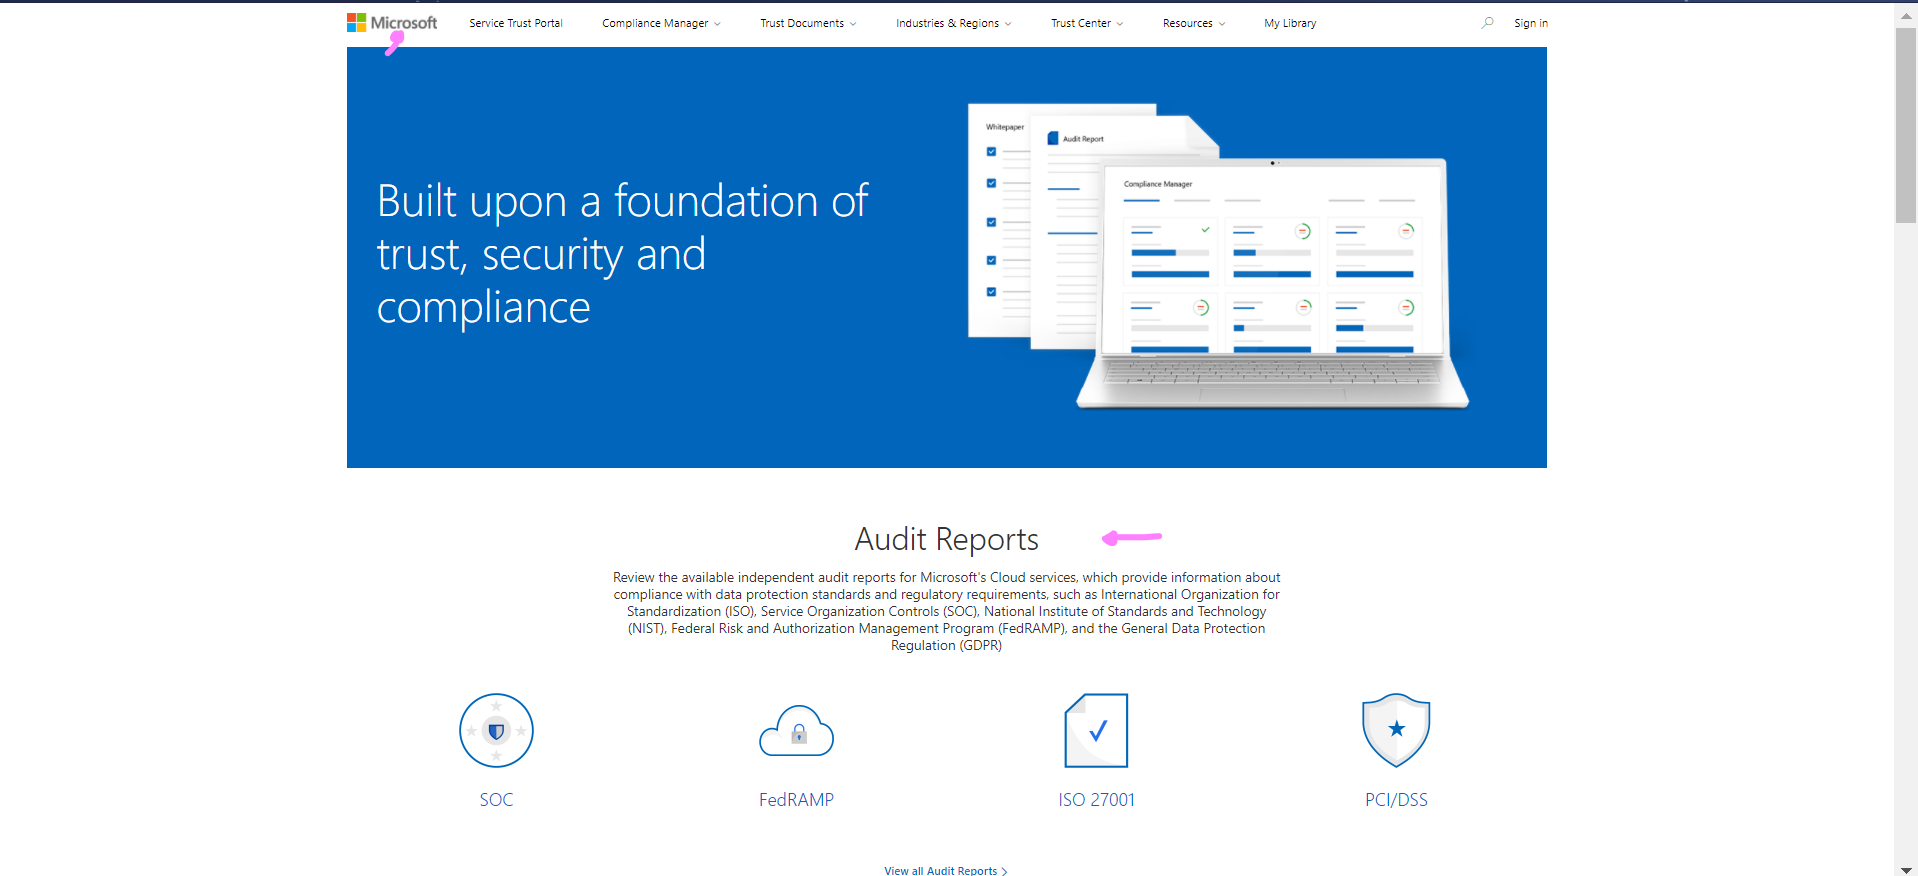 Microsoft
Service Trust Portal
Compliance Manager
Trust Documents
Industries & Regions
Trust Center
Resources
My Library
Sign in
Built upon a foundation of
trust, security and
compliance
Whitepaper
Audit Report
Compliance Manager
Audit Reports
Review the available independent audit reports for Microsoft's Cloud services, which provide information about
compliance with data protection standards and regulatory requirements, such as International Organization for
Standardization (ISO), Service Organization Controls (SOC), National Institute of Standards and Technology
(NIST), Federal Risk and Authorization Management Program (FedRAMP), and the General Data Protection
Regulation (GDPR)
SOC
FedRAMP
ISO 27001
PCI/DSS
View all Audit Reports